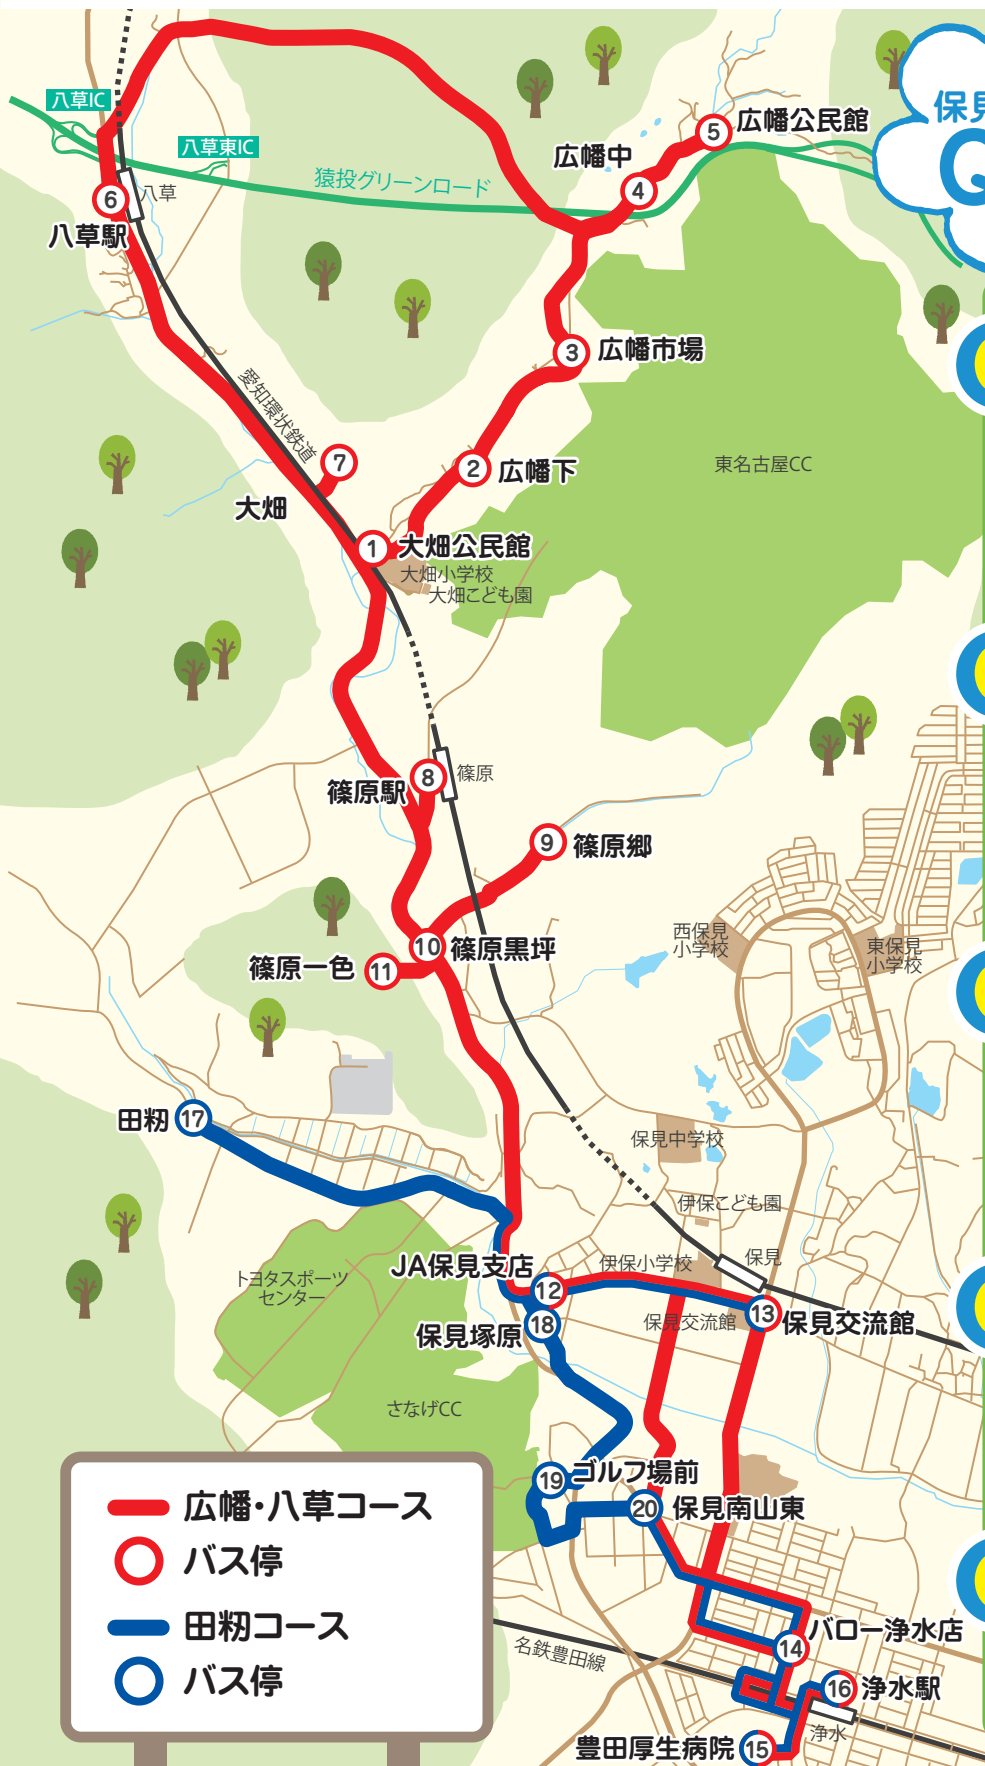 保見
Q
八草IC
八草東IC
猿投グリーンロード
5
広幡公民館
広幡中
4
6
八草
八草駅
3
広幡市場
愛知環状鉄道
7
2
広幡下
大畑
東名古屋CC
1
大畑公民館
大畑小学校
大畑こども園
篠原駅
8
篠原
9
篠原郷
西保見
小学校
東保見
小学校
10
篠原黒坪
篠原一色
11
田籾
17
保見中学校
伊保こども園
JA保見支店
伊保小学校
保見
トヨタスポーツ
センター
12
13
保見交流館
保見交流館
保見塚原
18
さなげCC
19
ゴルフ場前
20
保見南山東
広幡・八草コース
バス停
田籾コース
バス停
バロー浄水店
14
名鉄豊田線
16
浄水駅
浄水
豊田厚生病院
15